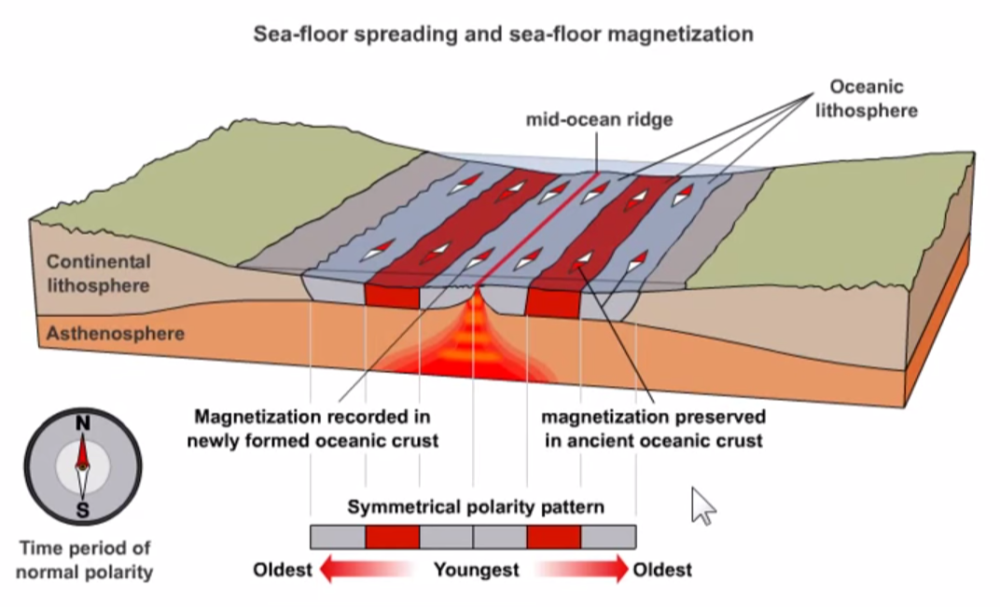 Sea-floor spreading and sea-floor magnetization
Oceanic
lithosphere
mid-ocean ridge
Continental
lithosphere
Asthenosphere
Magnetization recorded in
newly formed oceanic crust
magnetization preserved
in ancient oceanic crust
N
S
Time period of
normal polarity
Symmetrical polarity pattern
Oldest
Youngest
Oldest